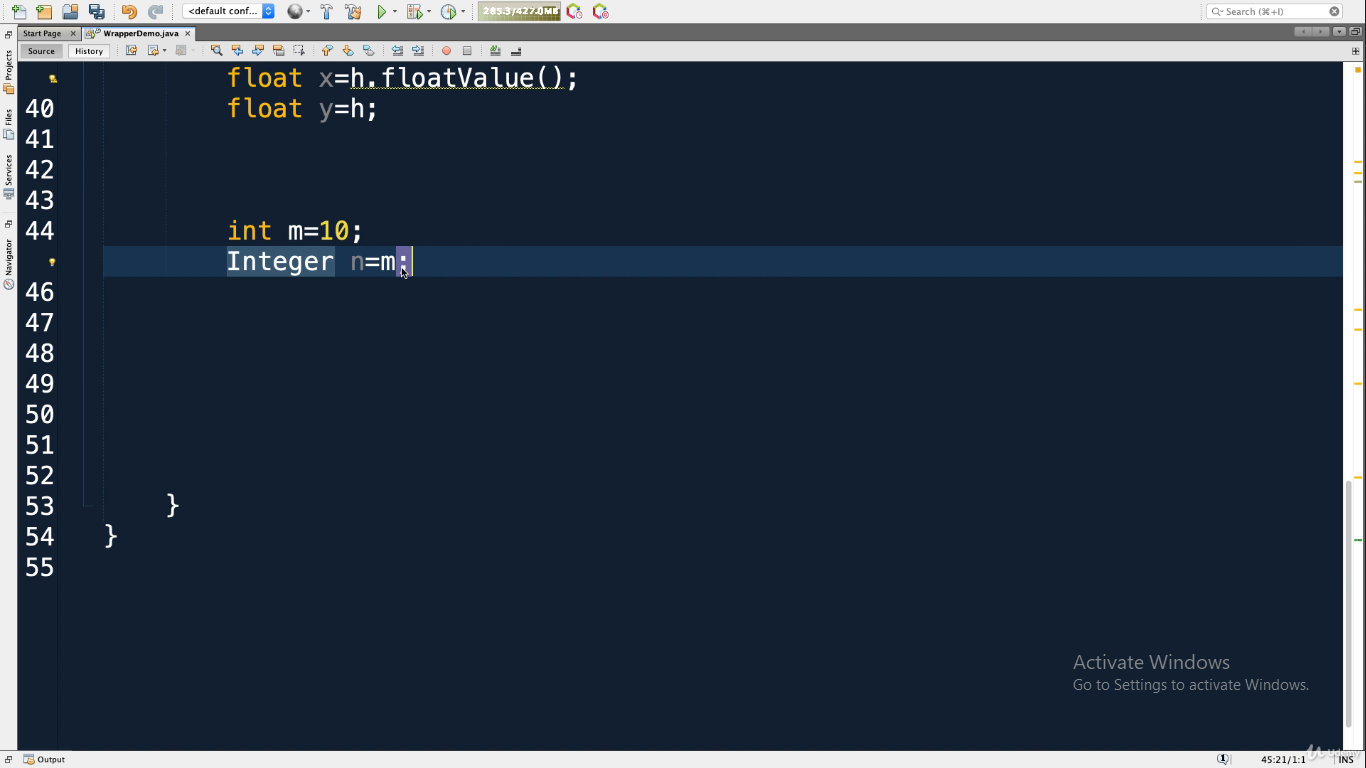 <default conf...
285.3/427.0MB
Search (⌘+I)
Start Page
WrapperDemo.java
Source
History
Projects
Files
Services
Navigator
float x=h.floatValue();
40 float y=h;
41
42
43
44 int m=10;
Integer n=m;
46
47
48
49
50
51
52
53 }
54 }
55
Activate Windows
Go to Settings to activate Windows.
Udemy
Output
1
45:21/1:1
INS